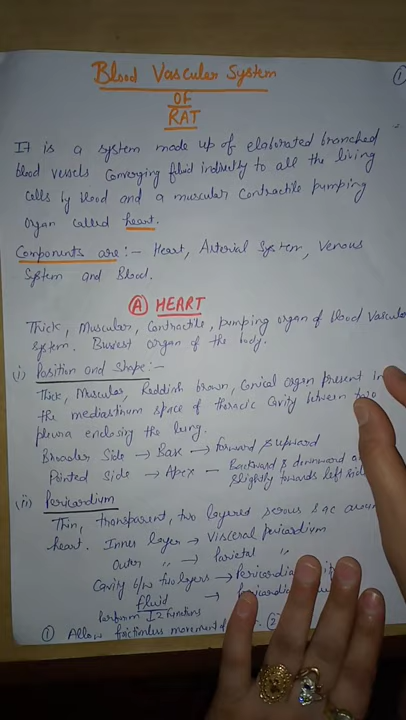 Blood Vascular System
①
OF
RAT
It is a system made up of elaborated branched
blood vessels Converging fluid indirectly to all the living
cells by blood and a muscular Contractile pumping
organ called heart.
Components are :- Heart, Arterial System, Venous
System and Blood.
Ⓐ HEART
Thick, Muscular, Contractile, pumping organ of blood Vascular
System. Busiest organ of the body.
(i) Position and Shape :-
Thick, Muscular, Reddish brown, Conical organ present in
the mediastinum space of thoracic Cavity between two
pleura enclosing the lung.
Broader Side → Base → forward & upward
Pointed Side → Apex — Backward & downward
Slightly towards left side
(ii) Pericardium
Thin, transparent, two layered serous sac around
heart. Inner layer → Visceral pericardium
Outer " → Parietal "
Cavity b/w two layers → Pericardial
fluid →
Perform 2 functions
① Allow frictionless movement of